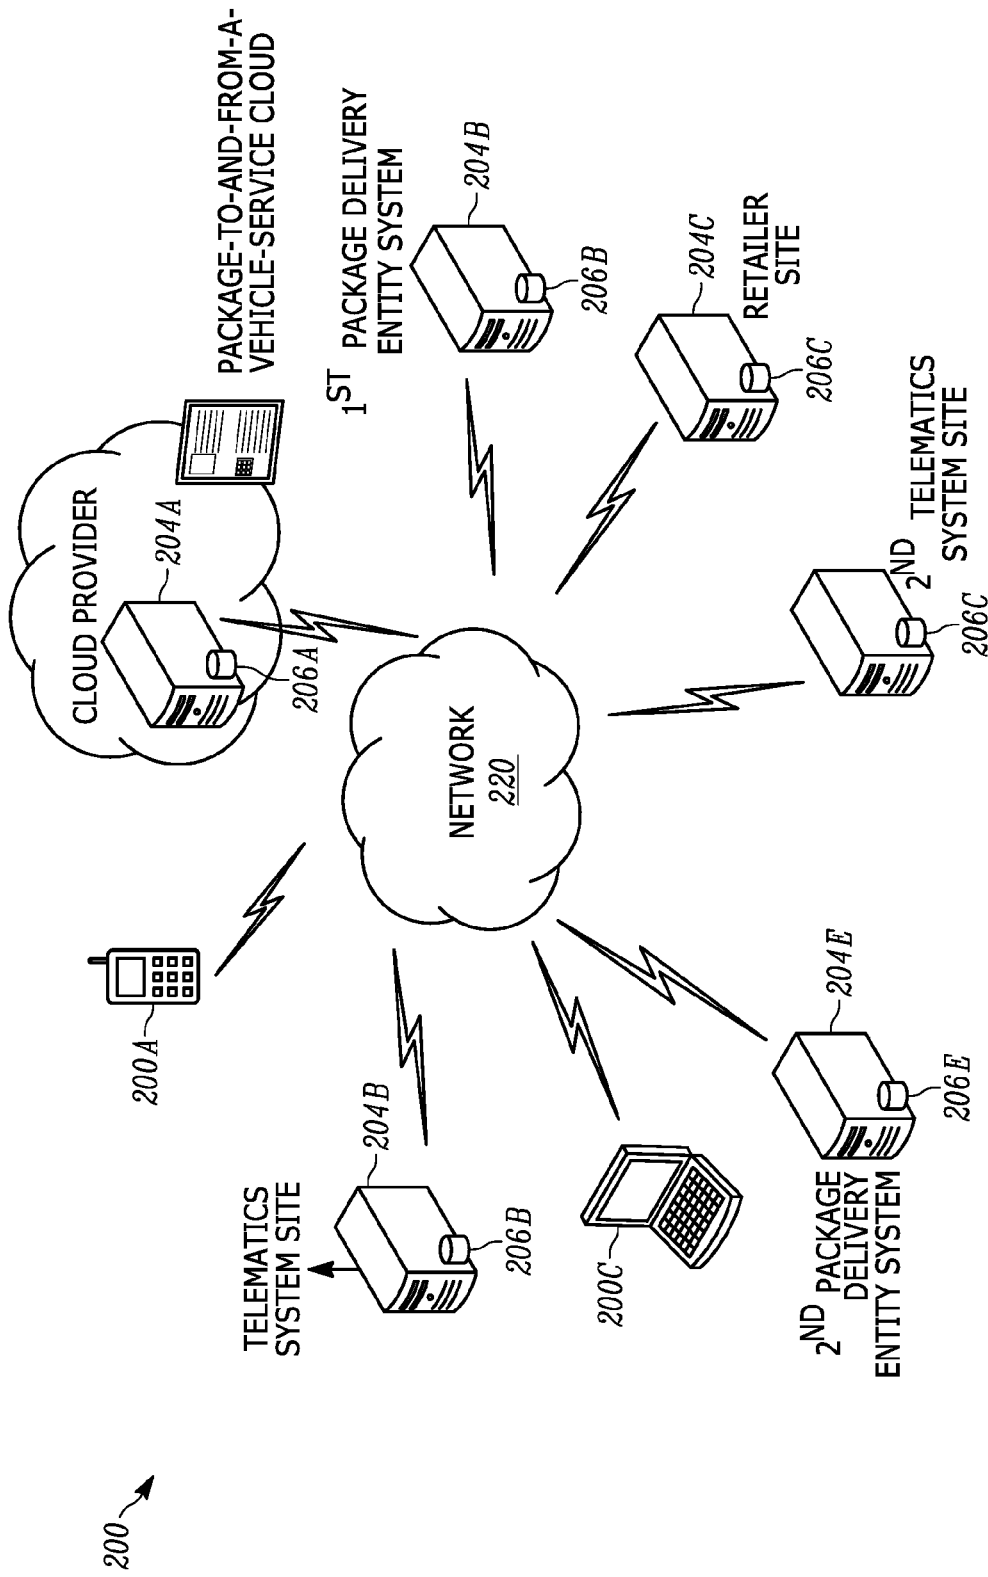 200
200A
CLOUD PROVIDER
204A
206A
PACKAGE-TO-AND-FROM-A-
VEHICLE-SERVICE CLOUD
TELEMATICS
SYSTEM SITE
204B
206B
NETWORK
220
1ST PACKAGE DELIVERY
ENTITY SYSTEM
204B
206B
200C
204C
206C
RETAILER
SITE
2ND PACKAGE
DELIVERY
ENTITY SYSTEM
204E
206E
2ND TELEMATICS
SYSTEM SITE
206C